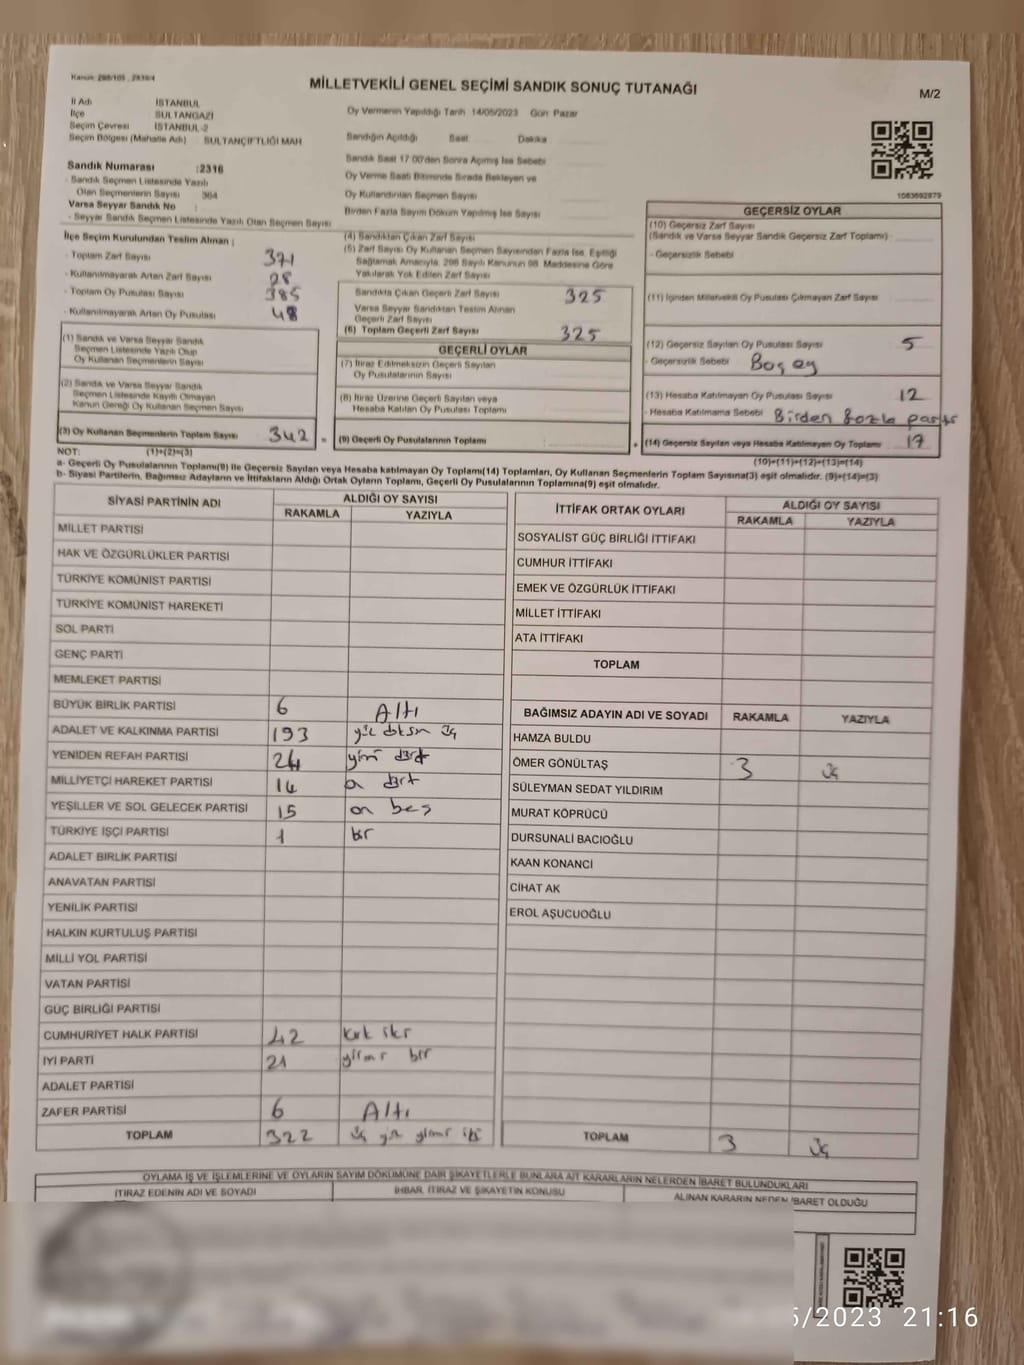 Kanun: 298/105 , 2839/4
MİLLETVEKİLİ GENEL SEÇİMİ SANDIK SONUÇ TUTANAĞI
M/2
İl Adı İSTANBUL
İlçe SULTANGAZİ
Seçim Çevresi İSTANBUL-2
Seçim Bölgesi (Mahalle Adı) SULTANÇİFTLİĞİ MAH
Oy Vermenin Yapıldığı Tarih 14/05/2023 Gün Pazar
Sandığın Açıldığı Saat Dakika
Sandık Saat 17 00'den Sonra Açılmış İse Sebebi
Oy Verme Saati Bitiminde Sırada Bekleyen ve
Oy Kullandırılan Seçmen Sayısı
Birden Fazla Sayım Döküm Yapılmış İse Sayısı
Sandık Numarası :2316
- Sandık Seçmen Listesinde Yazılı
Olan Seçmenlerin Sayısı 364
Varsa Seyyar Sandık No :
- Seyyar Sandık Seçmen Listesinde Yazılı Olan Seçmen Sayısı
İlçe Seçim Kurulundan Teslim Alınan ;
- Toplam Zarf Sayısı 371
- Kullanılmayarak Artan Zarf Sayısı 28
- Toplam Oy Pusulası Sayısı 385
- Kullanılmayarak Artan Oy Pusulası 48
(1) Sandık ve Varsa Seyyar Sandık
Seçmen Listesinde Yazılı Olup
Oy Kullanan Seçmenlerin Sayısı
(2) Sandık ve Varsa Seyyar Sandık
Seçmen Listesinde Kayıtlı Olmayan
Kanun Gereği Oy Kullanan Seçmen Sayısı
(3) Oy Kullanan Seçmenlerin Toplam Sayısı 342 =
(4) Sandıktan Çıkan Zarf Sayısı
(5) Zarf Sayısı Oy Kullanan Seçmen Sayısından Fazla İse, Eşitliği
Sağlamak Amacıyla, 298 Sayılı Kanunun 98. Maddesine Göre
Yakılarak Yok Edilen Zarf Sayısı
Sandıkta Çıkan Geçerli Zarf Sayısı 325
Varsa Seyyar Sandıktan Teslim Alınan
Geçerli Zarf Sayısı
(6) Toplam Geçerli Zarf Sayısı 325
GEÇERLİ OYLAR
(7) İtiraz Edilmeksizin Geçerli Sayılan
Oy Pusulalarının Sayısı
(8) İtiraz Üzerine Geçerli Sayılan veya
Hesaba Katılan Oy Pusulası Toplamı
(9) Geçerli Oy Pusulalarının Toplamı +
1083692879
GEÇERSİZ OYLAR
(10) Geçersiz Zarf Sayısı
(Sandık ve Varsa Seyyar Sandık Geçersiz Zarf Toplamı)
- Geçersizlik Sebebi
(11) İçinden Milletvekili Oy Pusulası Çıkmayan Zarf Sayısı
(12) Geçersiz Sayılan Oy Pusulası Sayısı 5
- Geçersizlik Sebebi Boş oy
(13) Hesaba Katılmayan Oy Pusulası Sayısı 12
- Hesaba Katılmama Sebebi Birden fazla parti
(14) Geçersiz Sayılan veya Hesaba Katılmayan Oy Toplamı 17
NOT: (1)+(2)=(3)
(10)+(11)+(12)+(13)=(14)
a- Geçerli Oy Pusulalarının Toplamı(9) ile Geçersiz Sayılan veya Hesaba katılmayan Oy Toplamı(14) Toplamları, Oy Kullanan Seçmenlerin Toplam Sayısına(3) eşit olmalıdır. (9)+(14)=(3)
b- Siyasi Partilerin, Bağımsız Adayların ve İttifakların Aldığı Ortak Oyların Toplamı, Geçerli Oy Pusulalarının Toplamına(9) eşit olmalıdır.
SİYASİ PARTİNİN ADI ALDIĞI OY SAYISI
RAKAMLA YAZIYLA
MİLLET PARTİSİ
HAK VE ÖZGÜRLÜKLER PARTİSİ
TÜRKİYE KOMÜNİST PARTİSİ
TÜRKİYE KOMÜNİST HAREKETİ
SOL PARTİ
GENÇ PARTİ
MEMLEKET PARTİSİ
BÜYÜK BİRLİK PARTİSİ 6 Altı
ADALET VE KALKINMA PARTİSİ 193 yüz doksan üç
YENİDEN REFAH PARTİSİ 24 yirmi dört
MİLLİYETÇİ HAREKET PARTİSİ 14 on dört
YEŞİLLER VE SOL GELECEK PARTİSİ 15 on beş
TÜRKİYE İŞÇİ PARTİSİ 1 bir
ADALET BİRLİK PARTİSİ
ANAVATAN PARTİSİ
YENİLİK PARTİSİ
HALKIN KURTULUŞ PARTİSİ
MİLLİ YOL PARTİSİ
VATAN PARTİSİ
GÜÇ BİRLİĞİ PARTİSİ
CUMHURİYET HALK PARTİSİ 42 kırk iki
İYİ PARTİ 21 yirmi bir
ADALET PARTİSİ
ZAFER PARTİSİ 6 Altı
TOPLAM 322 üç yüz yirmi iki
İTTİFAK ORTAK OYLARI ALDIĞI OY SAYISI
RAKAMLA YAZIYLA
SOSYALİST GÜÇ BİRLİĞİ İTTİFAKI
CUMHUR İTTİFAKI
EMEK VE ÖZGÜRLÜK İTTİFAKI
MİLLET İTTİFAKI
ATA İTTİFAKI
TOPLAM
BAĞIMSIZ ADAYIN ADI VE SOYADI RAKAMLA YAZIYLA
HAMZA BULDU
ÖMER GÖNÜLTAŞ 3 üç
SÜLEYMAN SEDAT YILDIRIM
MURAT KÖPRÜCÜ
DURSUNALİ BACIOĞLU
KAAN KONANCI
CİHAT AK
EROL AŞUCUOĞLU
TOPLAM 3 üç
OYLAMA İŞ VE İŞLEMLERİNE VE OYLARIN SAYIM DÖKÜMÜNE DAİR ŞİKAYETLERLE BUNLARA AİT KARARLARIN NELERDEN İBARET BULUNDUKLARI
İTİRAZ EDENİN ADI VE SOYADI İHBAR, İTİRAZ VE ŞİKAYETİN KONUSU ALINAN KARARIN NEDEN İBARET OLDUĞU
5/2023 21:16